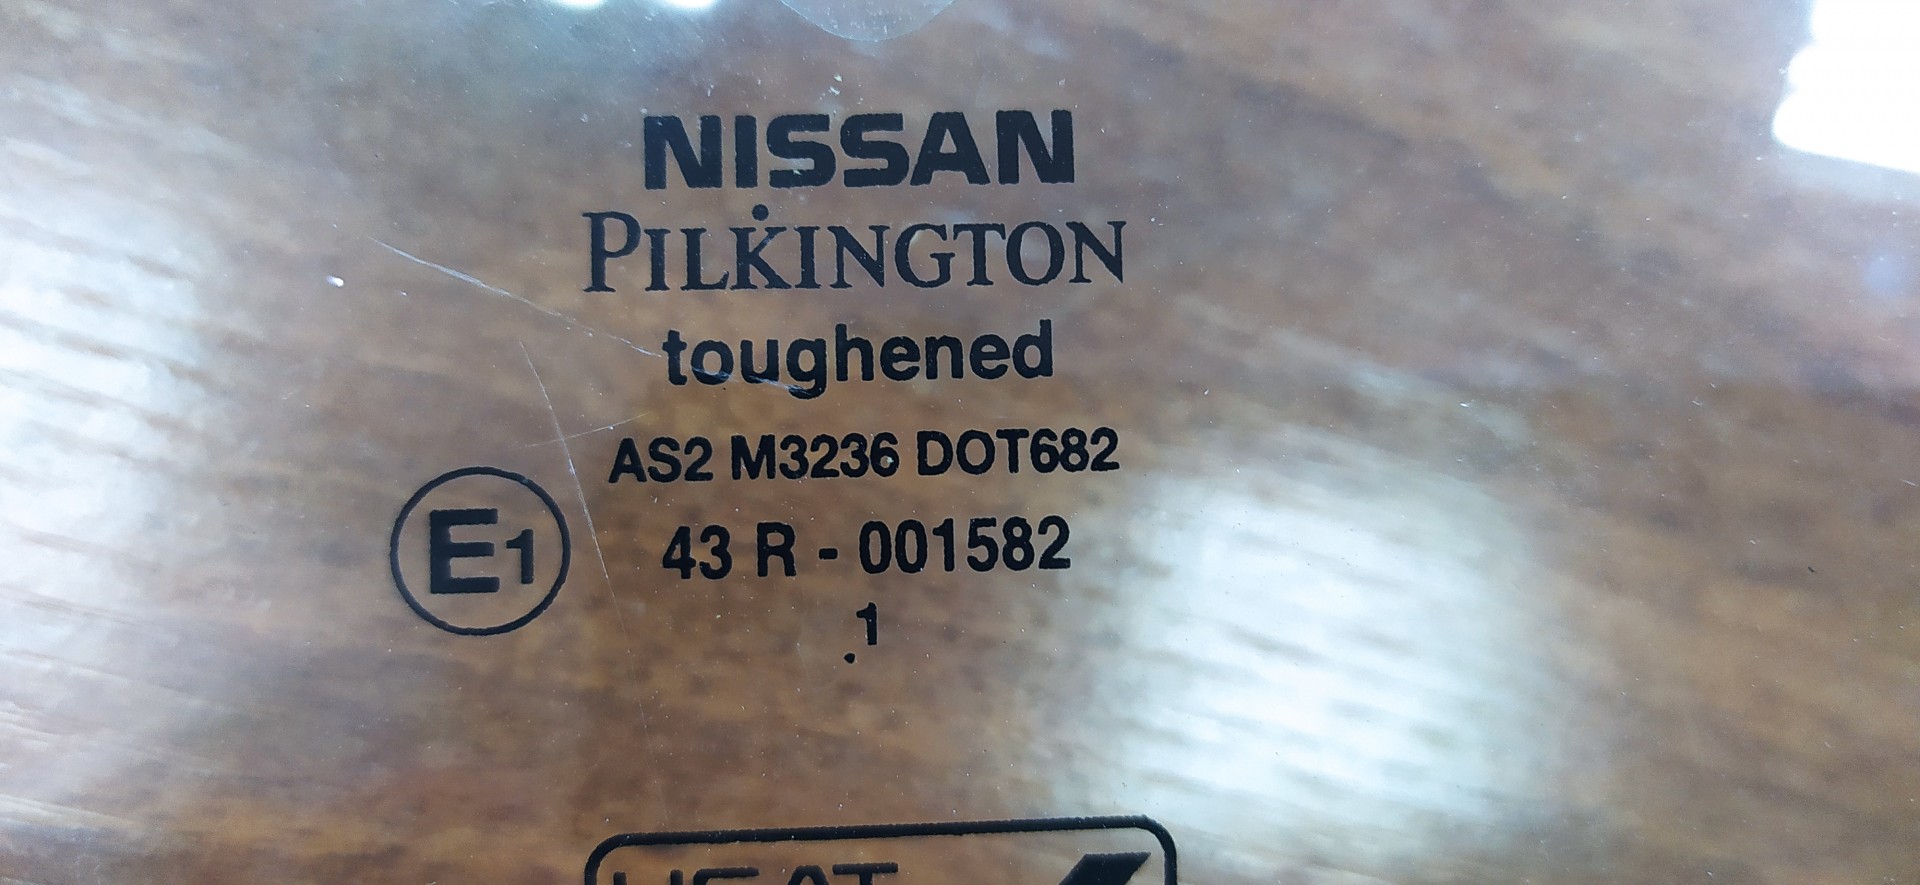 NISSAN
PILKINGTON
toughened
AS2 M3236 DOT682
E1
43 R - 001582
.1